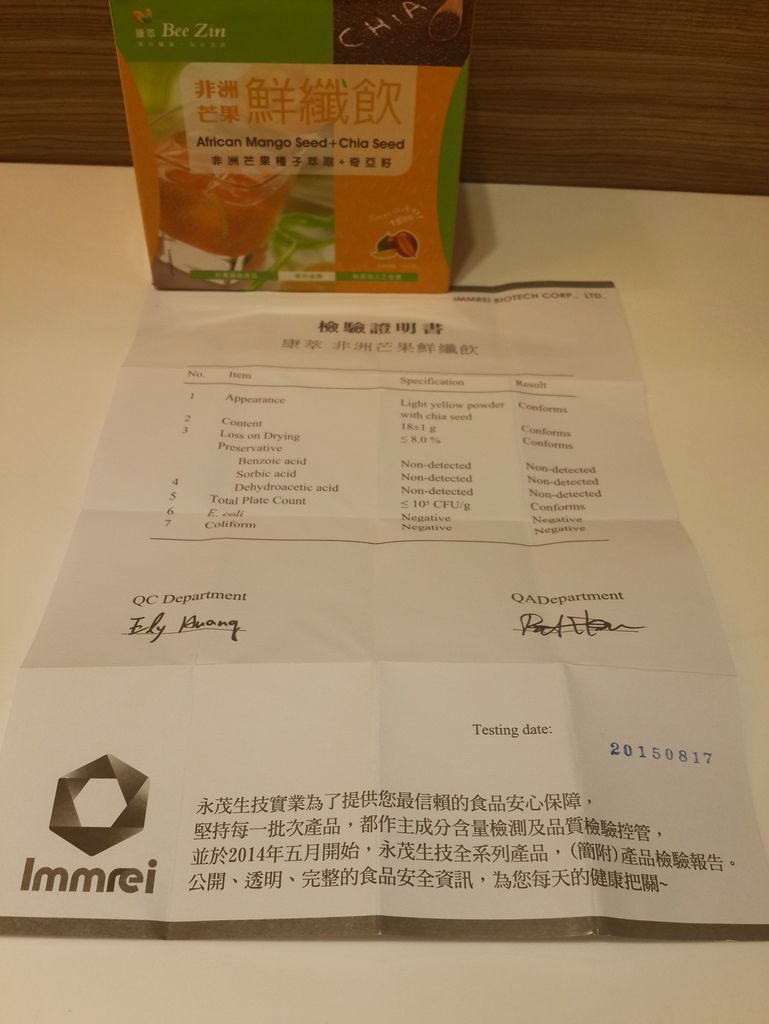 康萃 Bee Zin
CHIA
非洲
芒果 鮮纖飲
African Mango Seed+Chia Seed
非洲芒果種子萃取+奇亞籽
IMMREI BIOTECH CORP., LTD.
檢驗證明書
康萃 非洲芒果鮮纖飲
No. Item Specification Result
1 Appearance Light yellow powder with chia seed Conforms
2 Content 18±1 g Conforms
3 Loss on Drying ≤ 8.0 % Conforms
Preservative
Benzoic acid Non-detected Non-detected
Sorbic acid Non-detected Non-detected
4 Dehydroacetic acid Non-detected Non-detected
5 Total Plate Count ≤ 10⁵ CFU/g Conforms
6 E. coli Negative Negative
7 Coliform Negative Negative
QC Department QADepartment
Ely Huang
Testing date: 20150817
永茂生技實業為了提供您最信賴的食品安心保障，
堅持每一批次產品，都作主成分含量檢測及品質檢驗控管，
並於2014年五月開始，永茂生技全系列產品，(簡附)產品檢驗報告。
公開、透明、完整的食品安全資訊，為您每天的健康把關~
Immrei